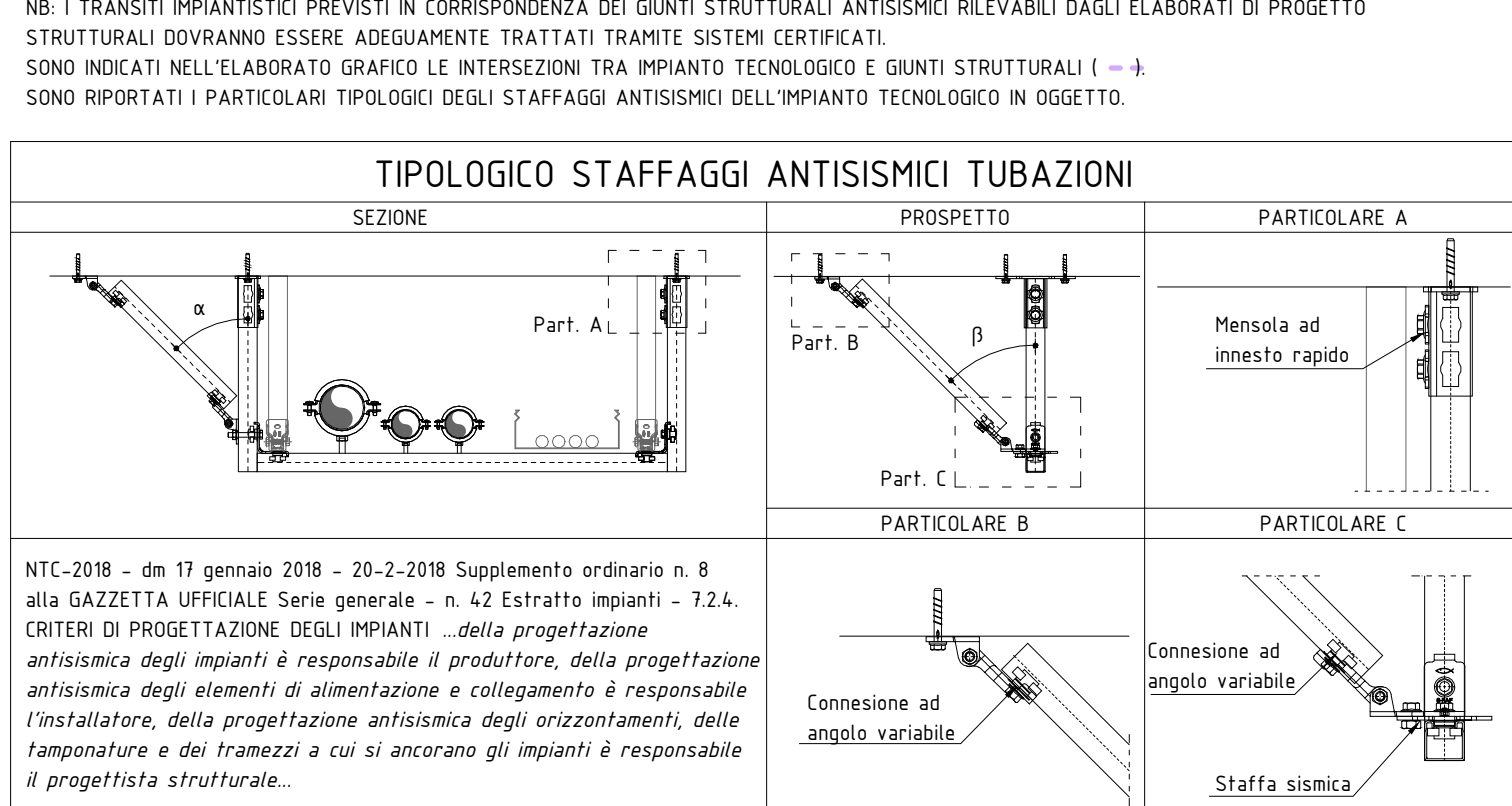 NB: I TRANSITI IMPIANTISTICI PREVISTI IN CORRISPONDENZA DEI GIUNTI STRUTTURALI ANTISISMICI RILEVABILI DAGLI ELABORATI DI PROGETTO
STRUTTURALI DOVRANNO ESSERE ADEGUAMENTE TRATTATI TRAMITE SISTEMI CERTIFICATI.
SONO INDICATI NELL'ELABORATO GRAFICO LE INTERSEZIONI TRA IMPIANTO TECNOLOGICO E GIUNTI STRUTTURALI ( ).
SONO RIPORTATI I PARTICOLARI TIPOLOGICI DEGLI STAFFAGGI ANTISISMICI DELL'IMPIANTO TECNOLOGICO IN OGGETTO.
TIPOLOGICO STAFFAGGI ANTISISMICI TUBAZIONI
SEZIONE
PROSPETTO
PARTICOLARE A
α
Part. A
Part. B
β
Part. C
Mensola ad
innesto rapido
PARTICOLARE B
PARTICOLARE C
NTC-2018 - dm 17 gennaio 2018 - 20-2-2018 Supplemento ordinario n. 8
alla GAZZETTA UFFICIALE Serie generale - n. 42 Estratto impianti - 7.2.4.
CRITERI DI PROGETTAZIONE DEGLI IMPIANTI ...della progettazione
antisismica degli impianti è responsabile il produttore, della progettazione
antisismica degli elementi di alimentazione e collegamento è responsabile
l'installatore, della progettazione antisismica degli orizzontamenti, delle
tamponature e dei tramezzi a cui si ancorano gli impianti è responsabile
il progettista strutturale...
Connesione ad
angolo variabile
Connesione ad
angolo variabile
Staffa sismica